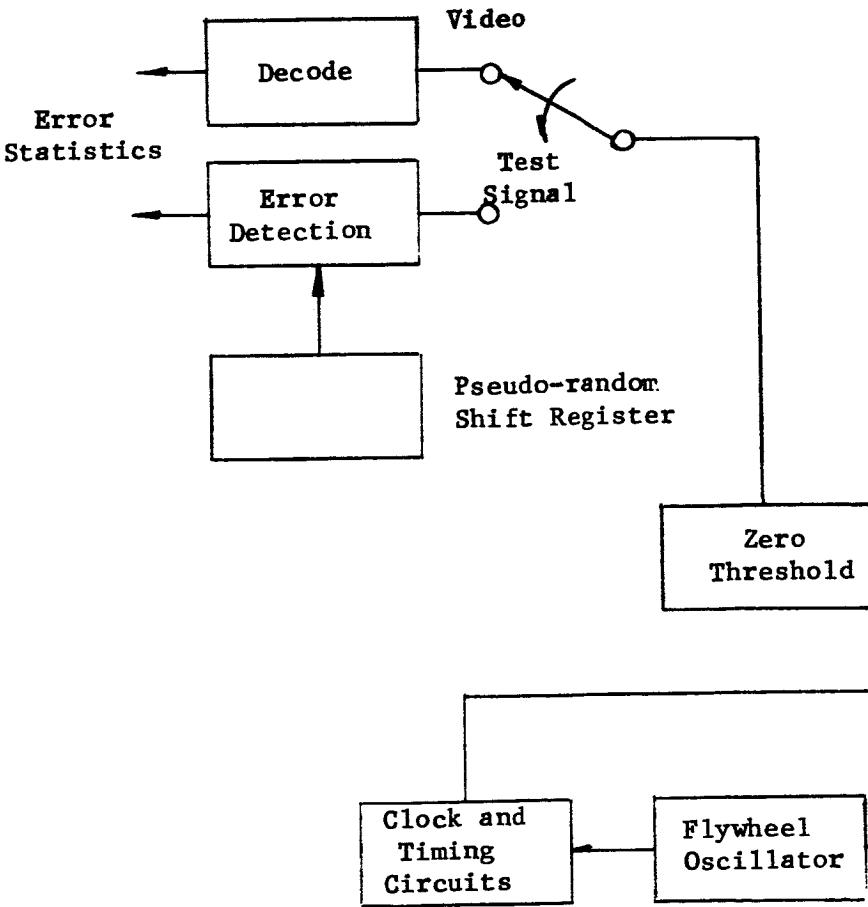 Video
Decode
Error
Statistics
Test
Signal
Error
Detection
Pseudo-random
Shift Register
Zero
Threshold
Clock and
Timing
Circuits
Flywheel
Oscillator